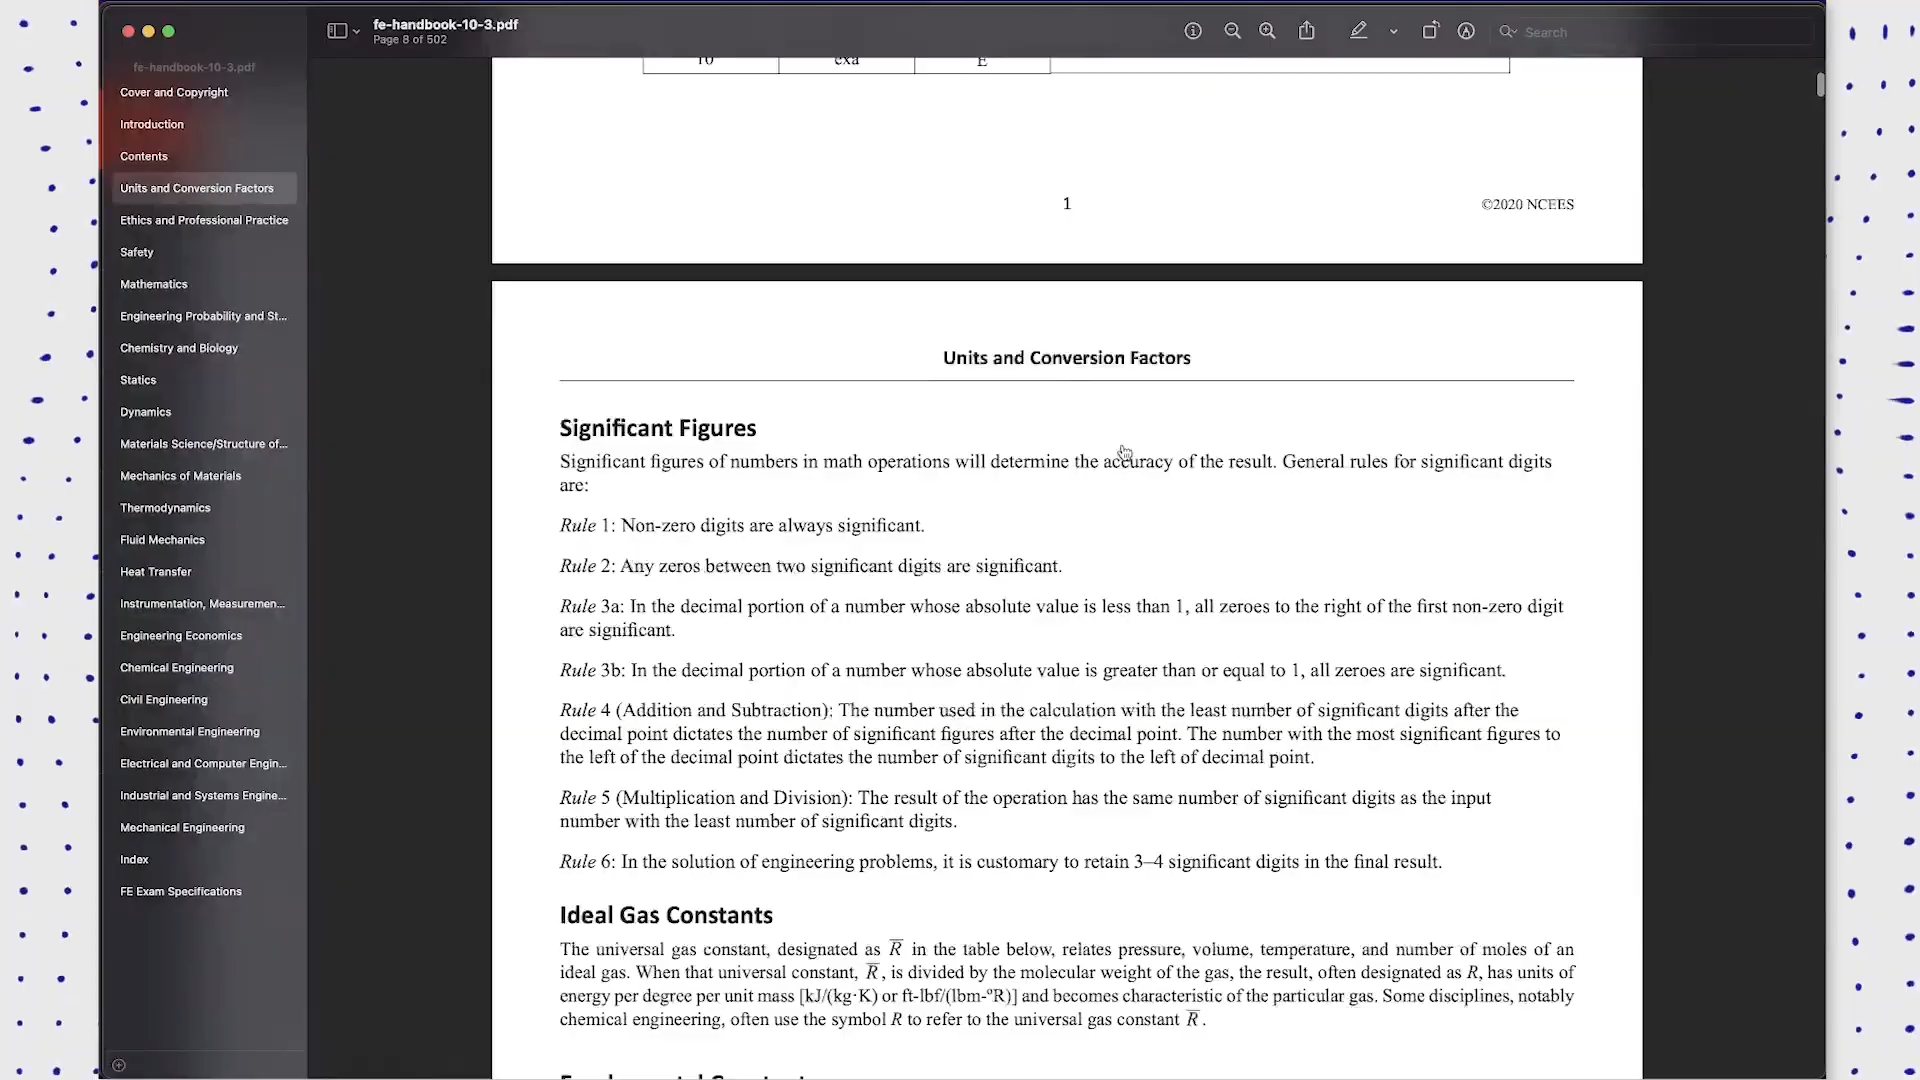 fe-handbook-10-3.pdf
Page 8 of 502
Search
fe-handbook-10-3.pdf
Cover and Copyright
Introduction
Contents
Units and Conversion Factors
Ethics and Professional Practice
Safety
Mathematics
Engineering Probability and St...
Chemistry and Biology
Statics
Dynamics
Materials Science/Structure of...
Mechanics of Materials
Thermodynamics
Fluid Mechanics
Heat Transfer
Instrumentation, Measuremen...
Engineering Economics
Chemical Engineering
Civil Engineering
Environmental Engineering
Electrical and Computer Engin...
Industrial and Systems Engine...
Mechanical Engineering
Index
FE Exam Specifications
exa E
1 ©2020 NCEES
Units and Conversion Factors
Significant Figures
Significant figures of numbers in math operations will determine the accuracy of the result. General rules for significant digits
are:
Rule 1: Non-zero digits are always significant.
Rule 2: Any zeros between two significant digits are significant.
Rule 3a: In the decimal portion of a number whose absolute value is less than 1, all zeroes to the right of the first non-zero digit
are significant.
Rule 3b: In the decimal portion of a number whose absolute value is greater than or equal to 1, all zeroes are significant.
Rule 4 (Addition and Subtraction): The number used in the calculation with the least number of significant digits after the
decimal point dictates the number of significant figures after the decimal point. The number with the most significant figures to
the left of the decimal point dictates the number of significant digits to the left of decimal point.
Rule 5 (Multiplication and Division): The result of the operation has the same number of significant digits as the input
number with the least number of significant digits.
Rule 6: In the solution of engineering problems, it is customary to retain 3–4 significant digits in the final result.
Ideal Gas Constants
The universal gas constant, designated as R̅ in the table below, relates pressure, volume, temperature, and number of moles of an
ideal gas. When that universal constant, R̅, is divided by the molecular weight of the gas, the result, often designated as R, has units of
energy per degree per unit mass [kJ/(kg·K) or ft-lbf/(lbm-ºR)] and becomes characteristic of the particular gas. Some disciplines, notably
chemical engineering, often use the symbol R to refer to the universal gas constant R̅.